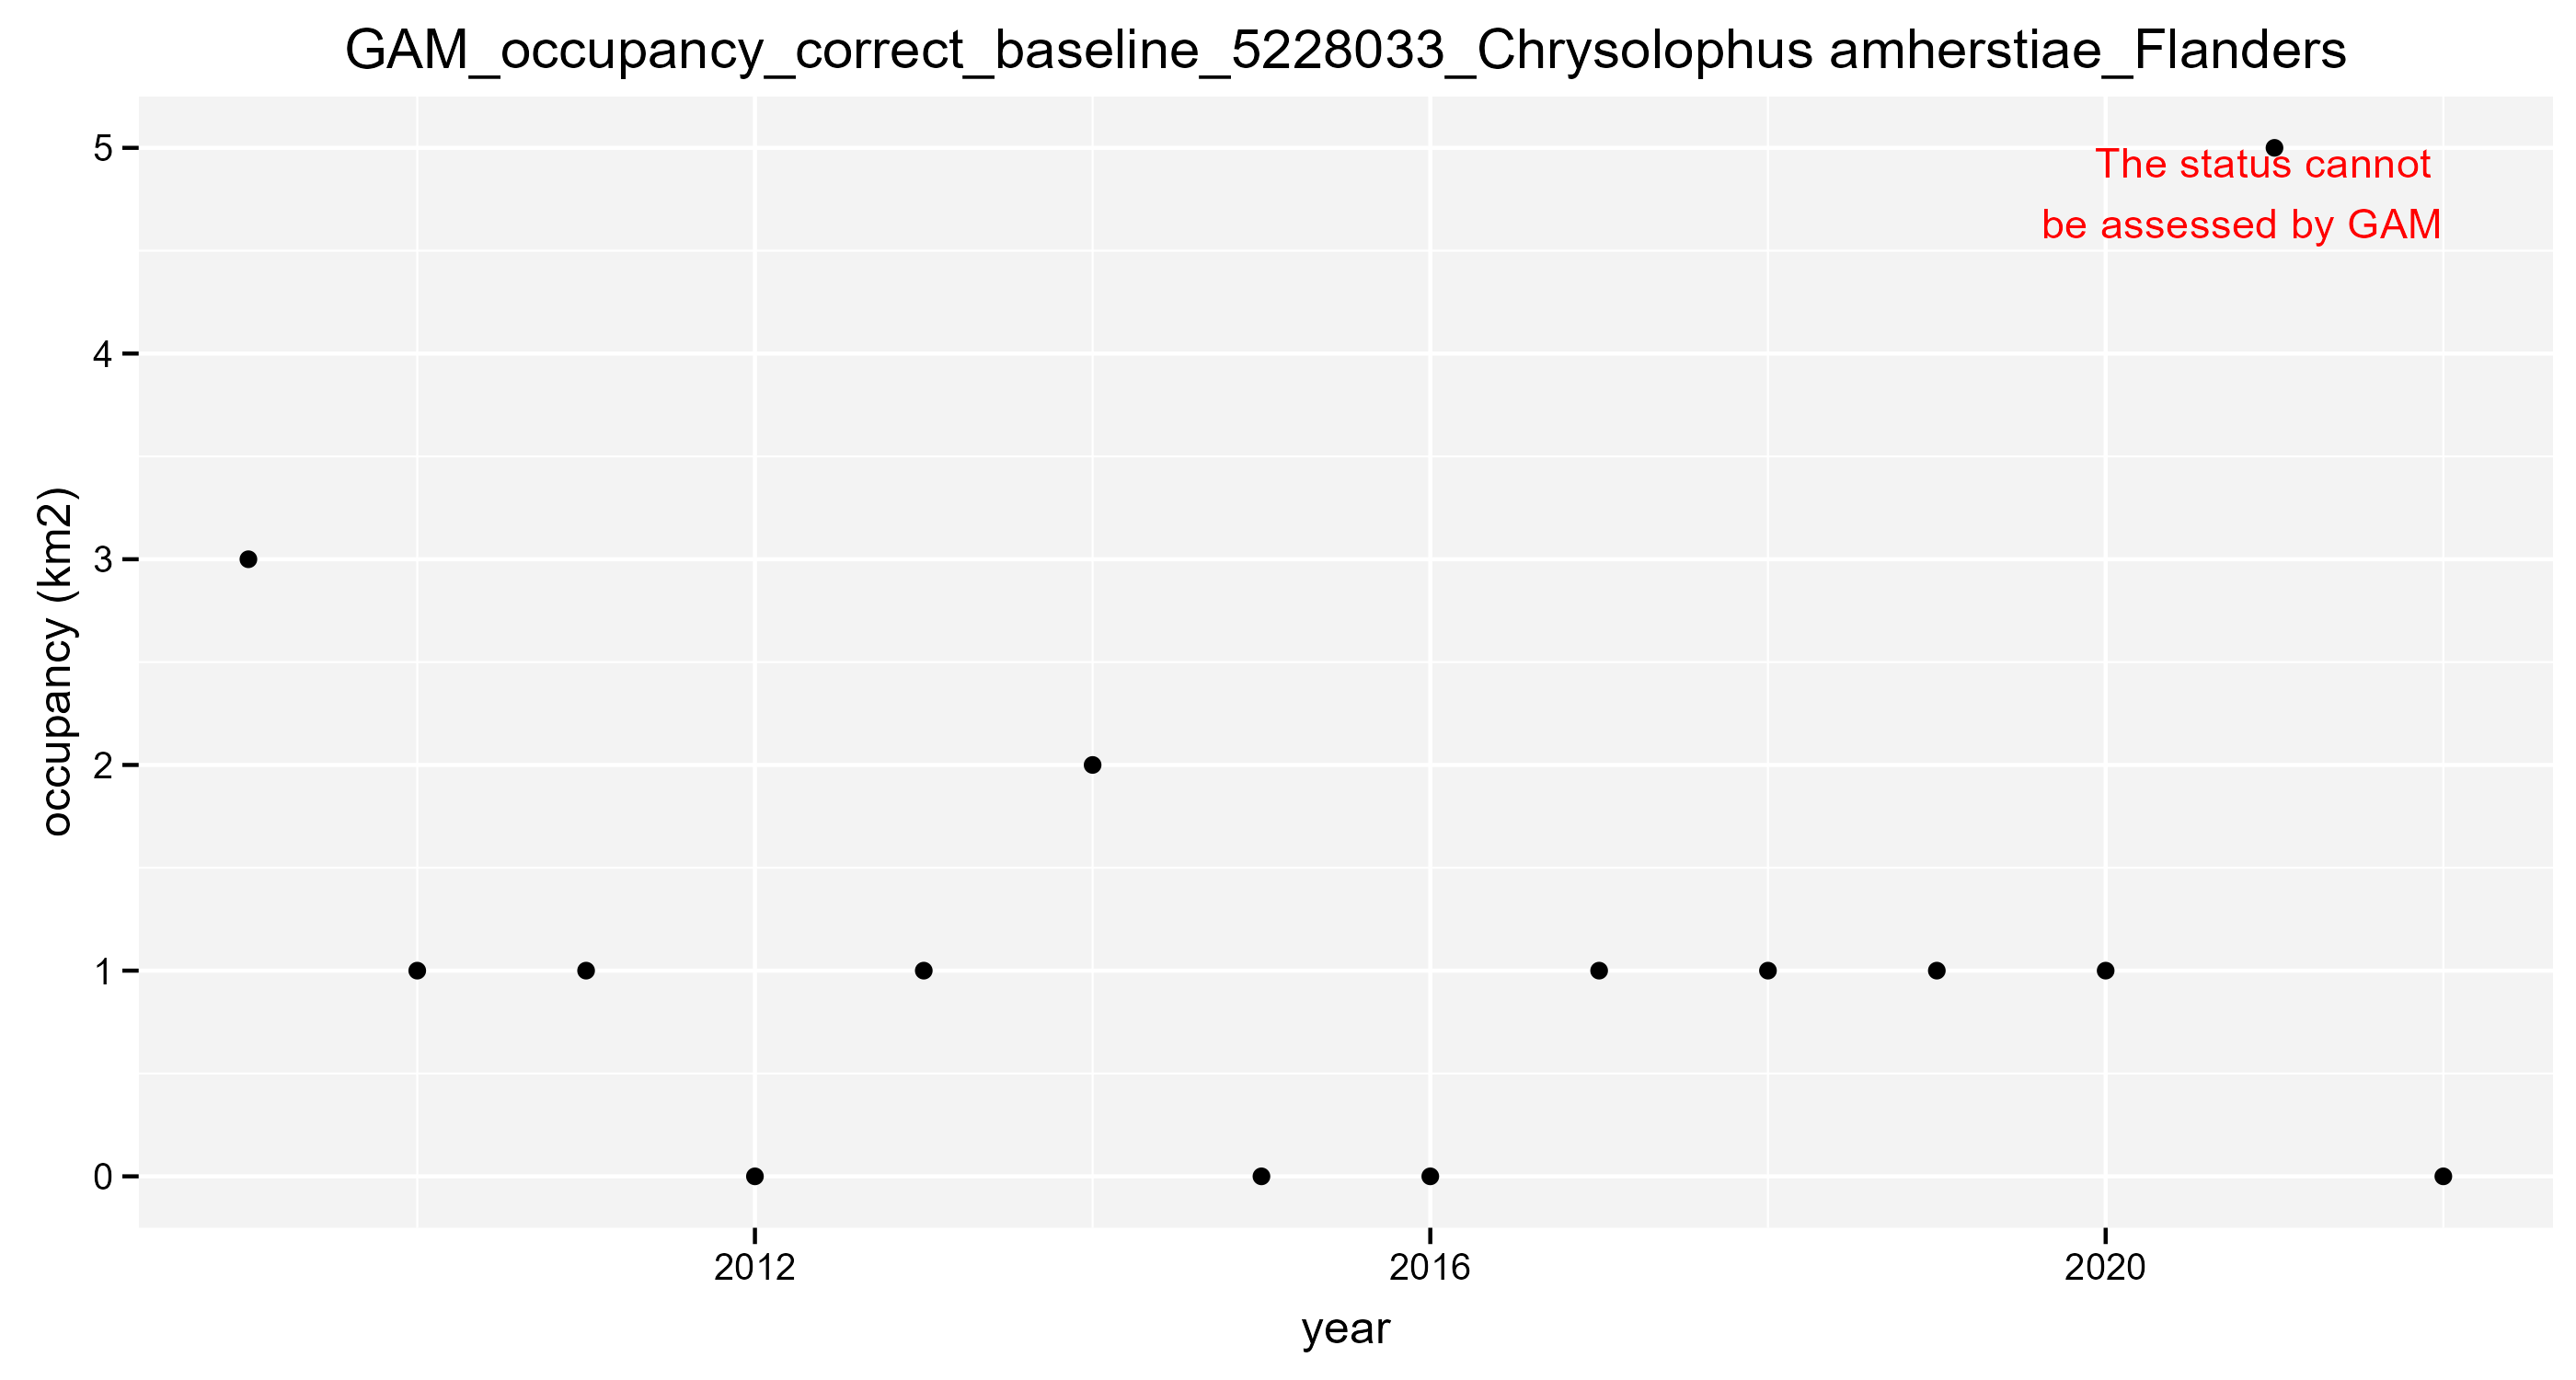 GAM_occupancy_correct_baseline_5228033_Chrysolophus amherstiae_Flanders
5
The status cannot
be assessed by GAM
4
3
occupancy (km2)
2
1
0
2012
2016
2020
year